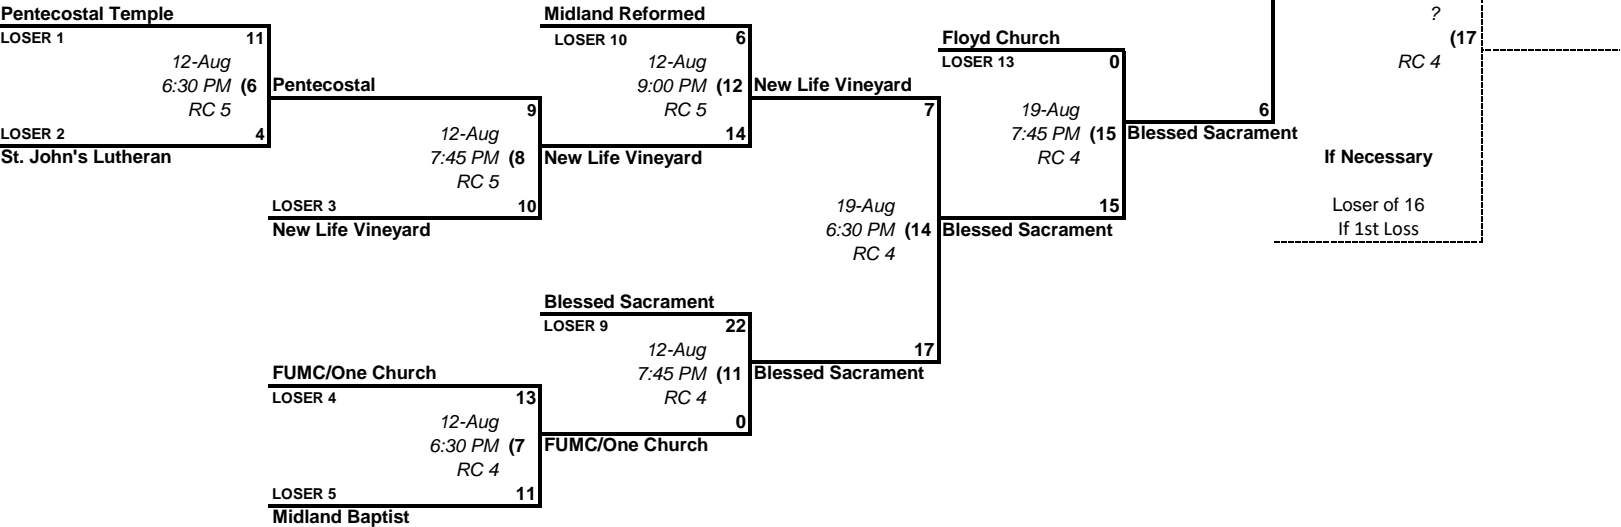 Pentecostal Temple
LOSER 1 11
12-Aug
6:30 PM (6
RC 5
LOSER 2 4
St. John's Lutheran
Pentecostal
9
12-Aug
7:45 PM (8
RC 5
LOSER 3 10
New Life Vineyard
FUMC/One Church
LOSER 4 13
12-Aug
6:30 PM (7
RC 4
LOSER 5 11
Midland Baptist
Midland Reformed
LOSER 10 6
12-Aug
9:00 PM (12
RC 5
14
New Life Vineyard
Blessed Sacrament
LOSER 9 22
12-Aug
7:45 PM (11
RC 4
0
FUMC/One Church
New Life Vineyard
7
19-Aug
6:30 PM (14
RC 4
17
Blessed Sacrament
Floyd Church
LOSER 13 0
19-Aug
7:45 PM (15
RC 4
15
Blessed Sacrament
6
Blessed Sacrament
?
(17
RC 4
If Necessary
Loser of 16
If 1st Loss